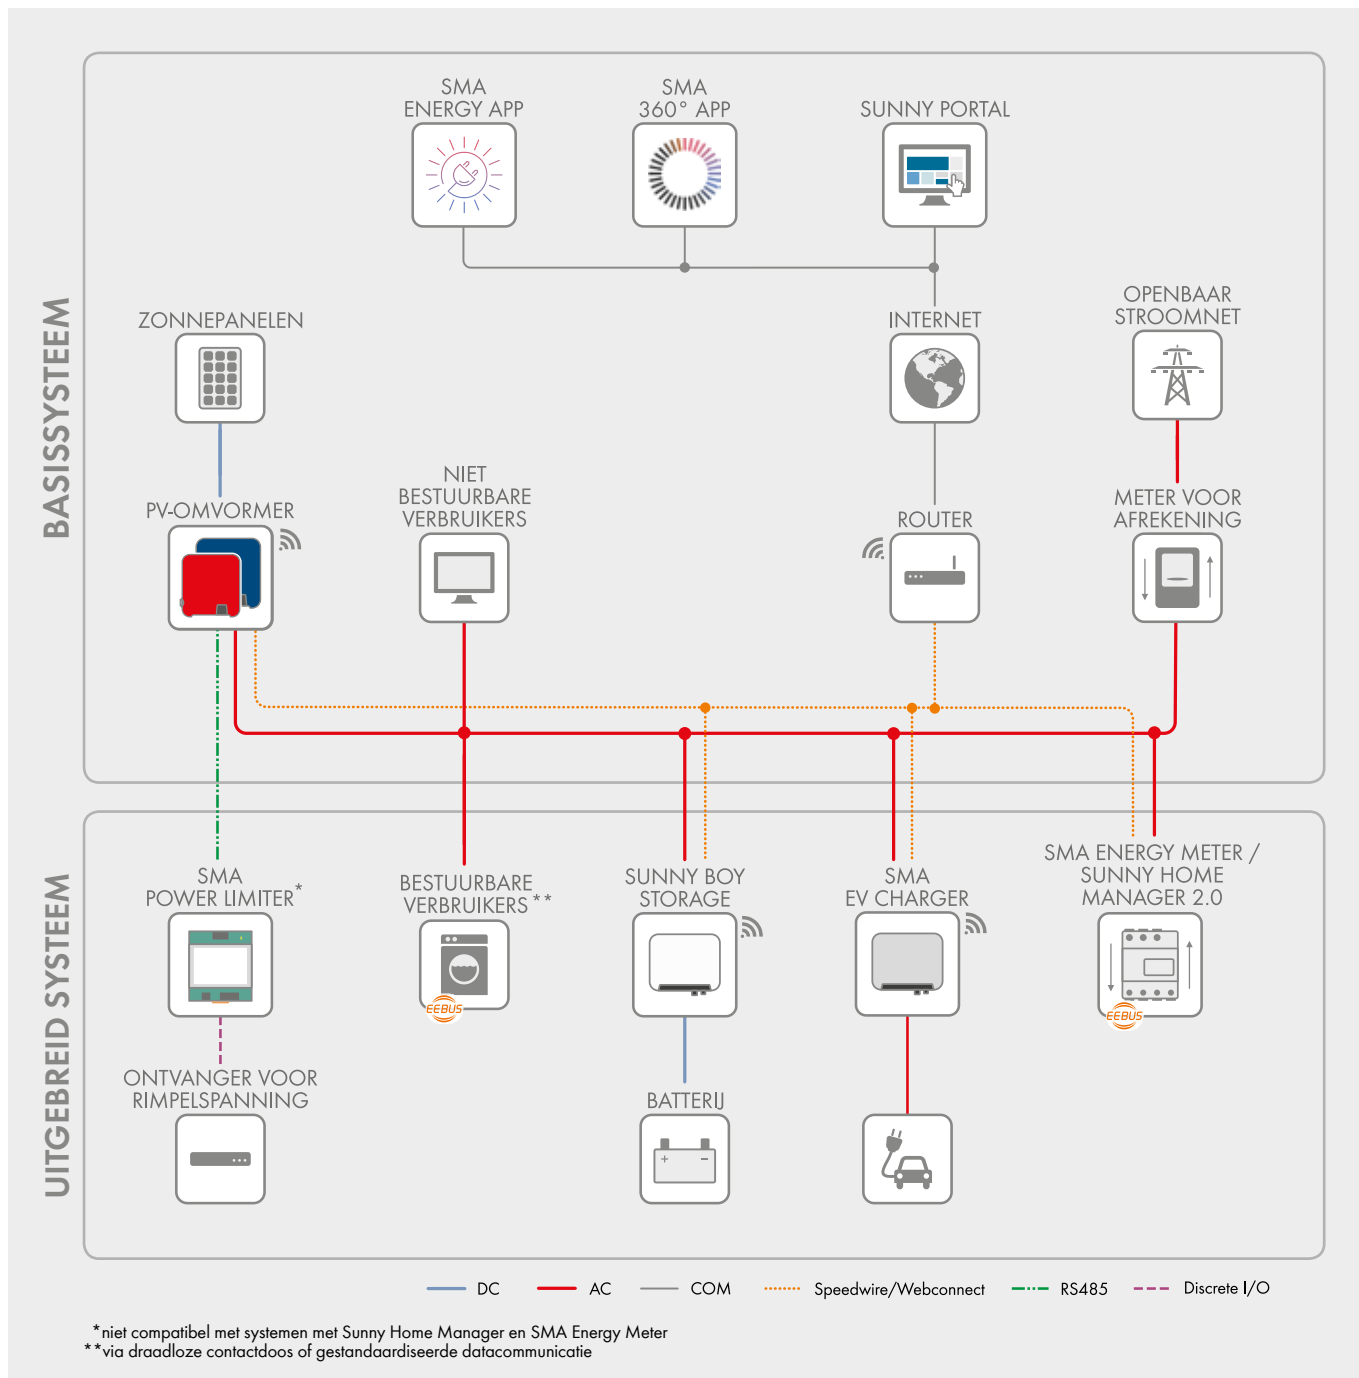 BASISSYSTEEM
SMA
ENERGY APP
SMA
360° APP
SUNNY PORTAL
ZONNEPANELEN
INTERNET
OPENBAAR
STROOMNET
PV-OMVORMER
NIET
BESTUURBARE
VERBRUIKERS
ROUTER
METER VOOR
AFREKENING
UITGEBREID SYSTEEM
SMA
POWER LIMITER*
BESTUURBARE
VERBRUIKERS**
EEBUS
SUNNY BOY
STORAGE
SMA
EV CHARGER
SMA ENERGY METER /
SUNNY HOME
MANAGER 2.0
EEBUS
ONTVANGER VOOR
RIMPELSPANNING
BATTERIJ
+ −
DC
AC
COM
Speedwire/Webconnect
RS485
Discrete I/O
*niet compatibel met systemen met Sunny Home Manager en SMA Energy Meter
**via draadloze contactdoos of gestandaardiseerde datacommunicatie